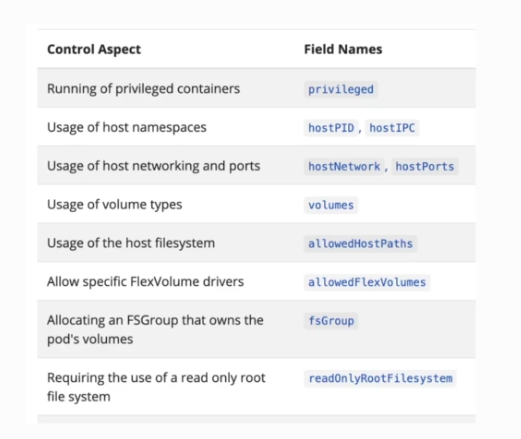 Control Aspect Field Names
Running of privileged containers privileged
Usage of host namespaces hostPID , hostIPC
Usage of host networking and ports hostNetwork , hostPorts
Usage of volume types volumes
Usage of the host filesystem allowedHostPaths
Allow specific FlexVolume drivers allowedFlexVolumes
Allocating an FSGroup that owns the fsGroup
pod's volumes
Requiring the use of a read only root readOnlyRootFilesystem
file system